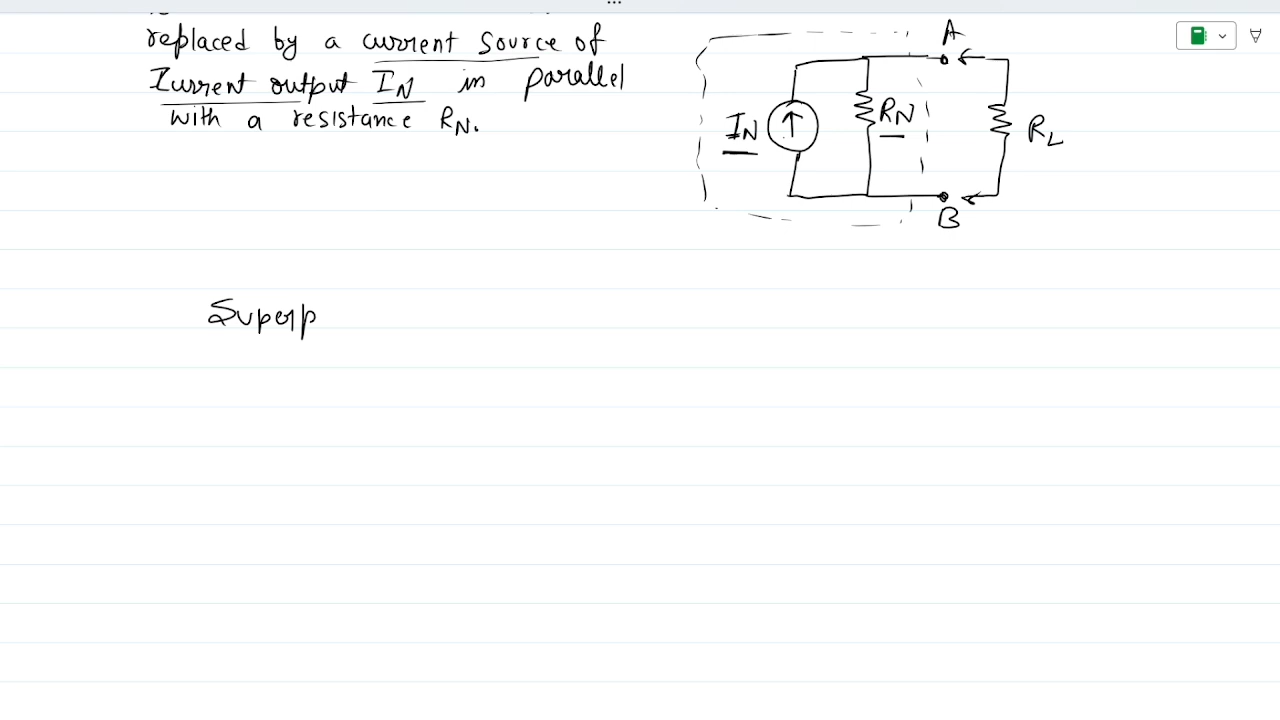 replaced by a current source of
Current output IN in parallel
with a resistance RN.
A
IN
RN
RL
B
Superp